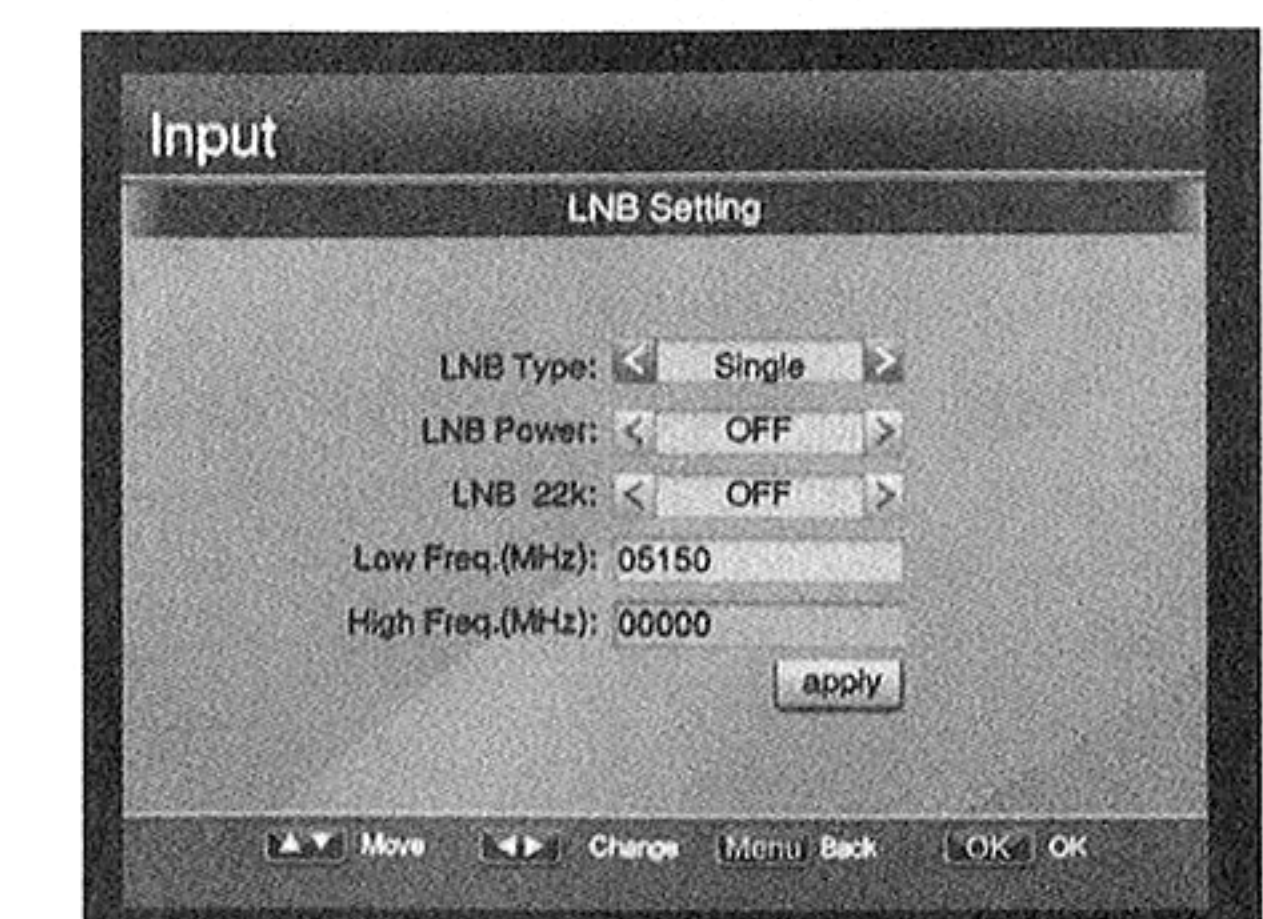 Input
LNB Setting
LNB Type: < Single >
LNB Power: < OFF >
LNB 22k: < OFF >
Low Freq.(MHz): 05150
High Freq.(MHz): 00000
apply
▲▼ Move ◀▶ Change Menu Back OK OK